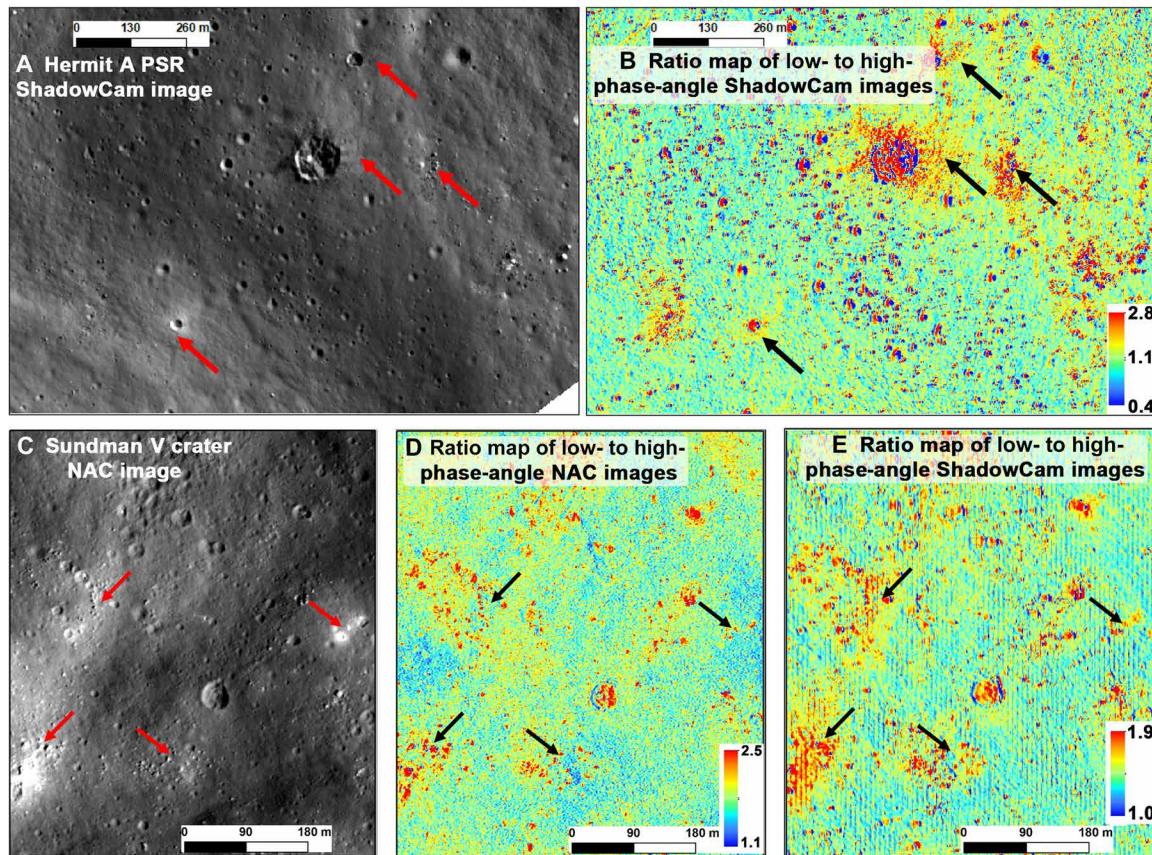 0 130 260 m
A Hermit A PSR
ShadowCam image
0 130 260 m
B Ratio map of low- to high-
phase-angle ShadowCam images
2.8
1.1
0.4
C Sundman V crater
NAC image
0 90 180 m
D Ratio map of low- to high-
phase-angle NAC images
2.5
1.1
0 90 180 m
E Ratio map of low- to high-
phase-angle ShadowCam images
1.9
1.0
0 90 180 m